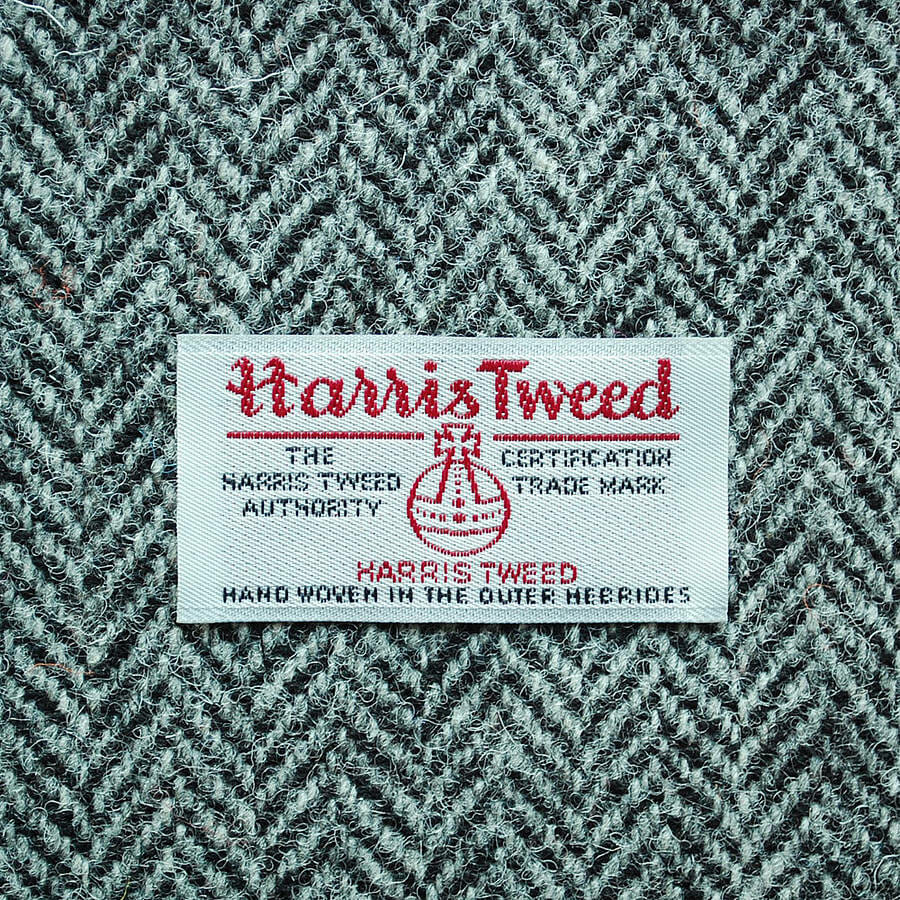 Harris Tweed
THE
HARRIS TWEED
AUTHORITY
CERTIFICATION
TRADE MARK
HARRIS TWEED
HAND WOVEN IN THE OUTER HEBRIDES